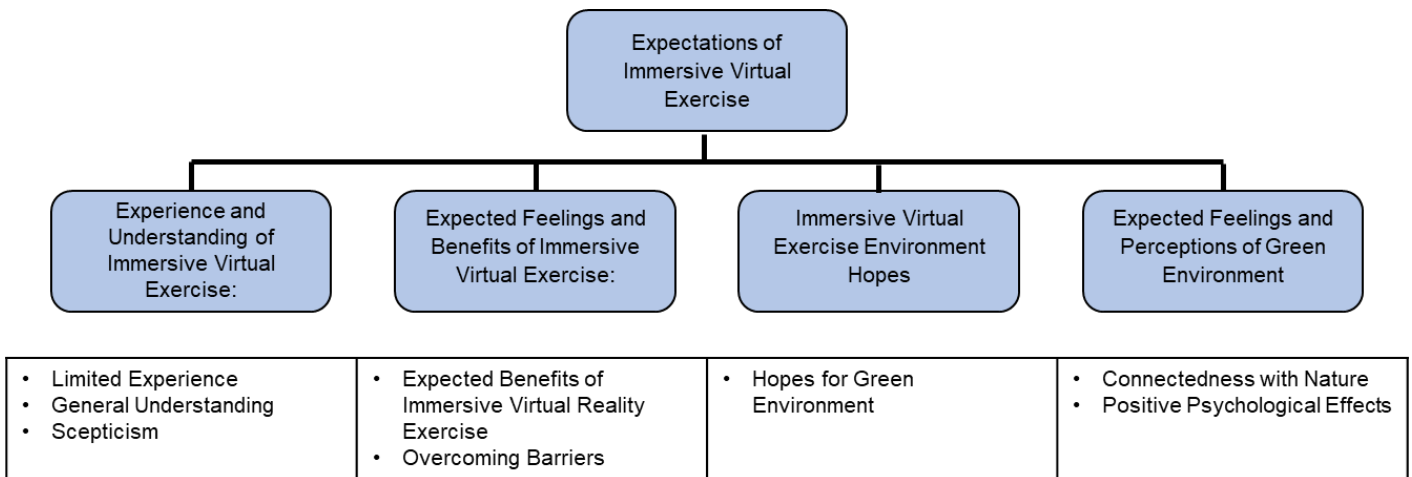 Expectations of
Immersive Virtual
Exercise
Experience and
Understanding of
Immersive Virtual
Exercise:
Expected Feelings and
Benefits of Immersive
Virtual Exercise:
Immersive Virtual
Exercise Environment
Hopes
Expected Feelings and
Perceptions of Green
Environment
• Limited Experience
• General Understanding
• Scepticism
• Expected Benefits of
Immersive Virtual Reality
Exercise
• Overcoming Barriers
• Hopes for Green
Environment
• Connectedness with Nature
• Positive Psychological Effects